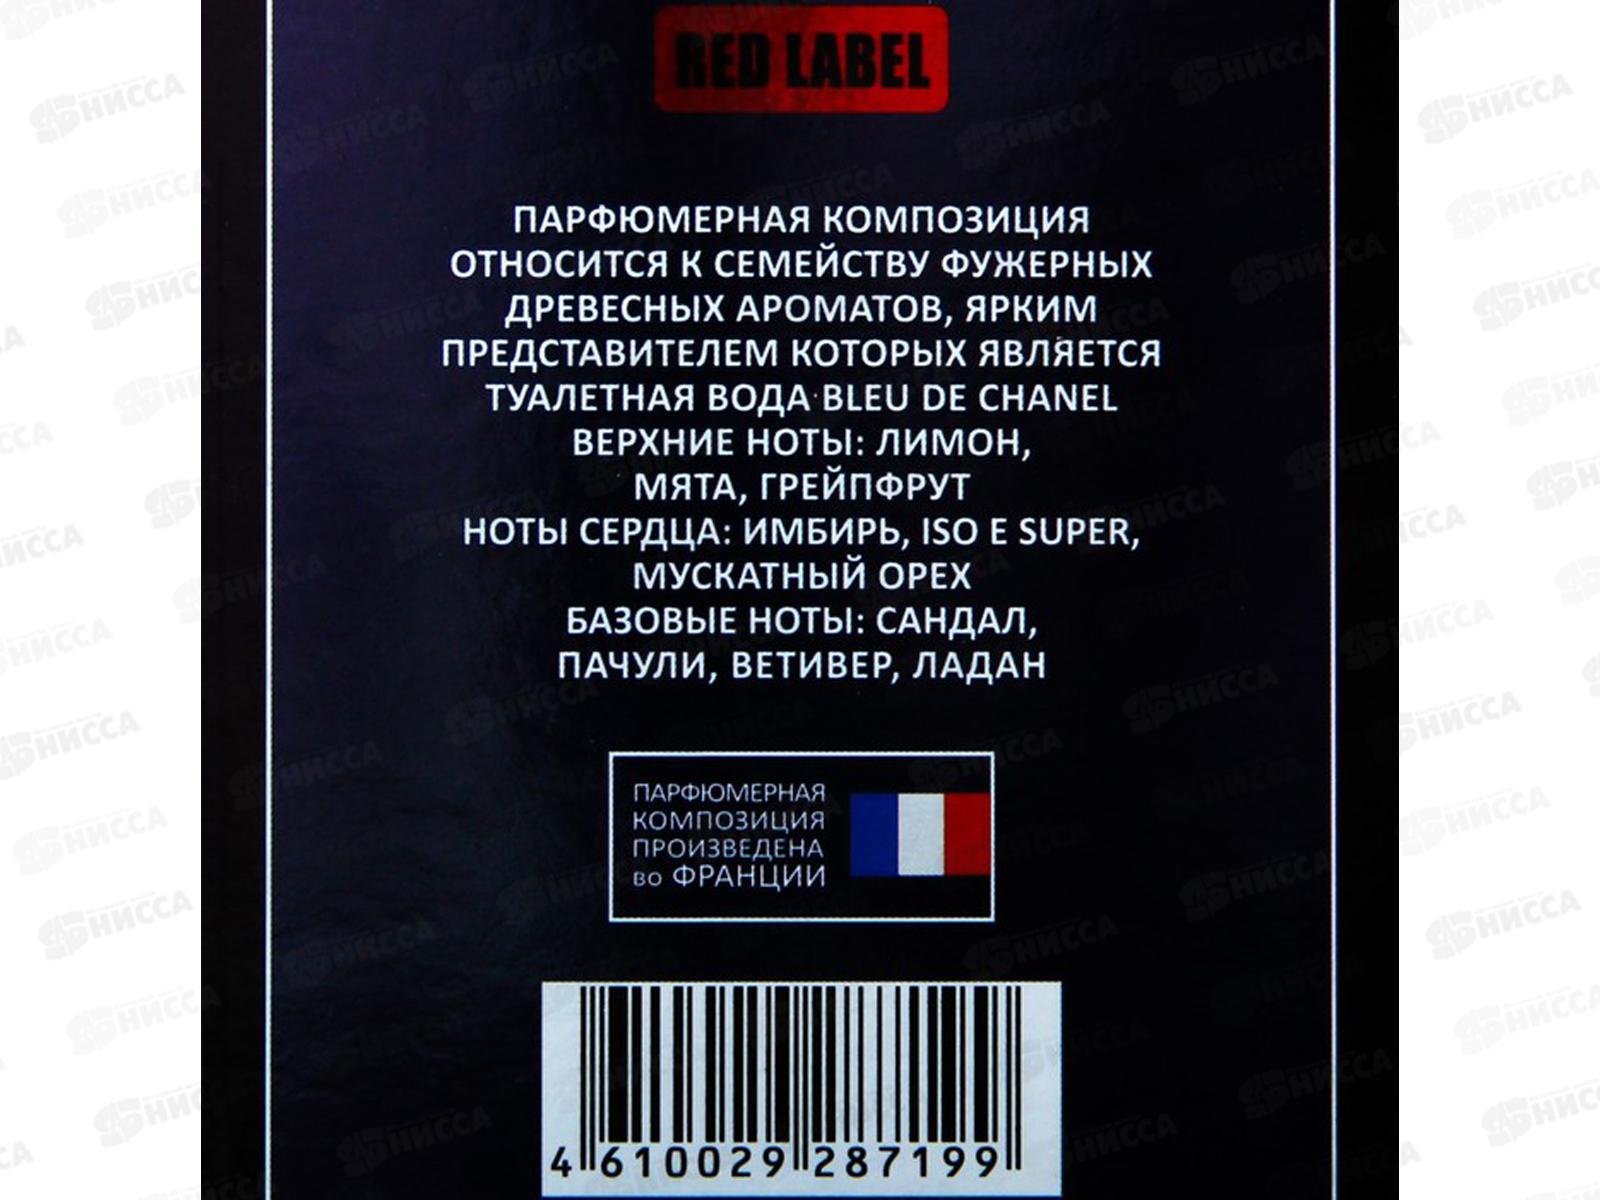 RED LABEL
ПАРФЮМЕРНАЯ КОМПОЗИЦИЯ
ОТНОСИТСЯ К СЕМЕЙСТВУ ФУЖЕРНЫХ
ДРЕВЕСНЫХ АРОМАТОВ, ЯРКИМ
ПРЕДСТАВИТЕЛЕМ КОТОРЫХ ЯВЛЯЕТСЯ
ТУАЛЕТНАЯ ВОДА BLEU DE CHANEL
ВЕРХНИЕ НОТЫ: ЛИМОН,
МЯТА, ГРЕЙПФРУТ
НОТЫ СЕРДЦА: ИМБИРЬ, ISO E SUPER,
МУСКАТНЫЙ ОРЕХ
БАЗОВЫЕ НОТЫ: САНДАЛ,
ПАЧУЛИ, ВЕТИВЕР, ЛАДАН
ПАРФЮМЕРНАЯ
КОМПОЗИЦИЯ
ПРОИЗВЕДЕНА
во ФРАНЦИИ
4 610029 287199